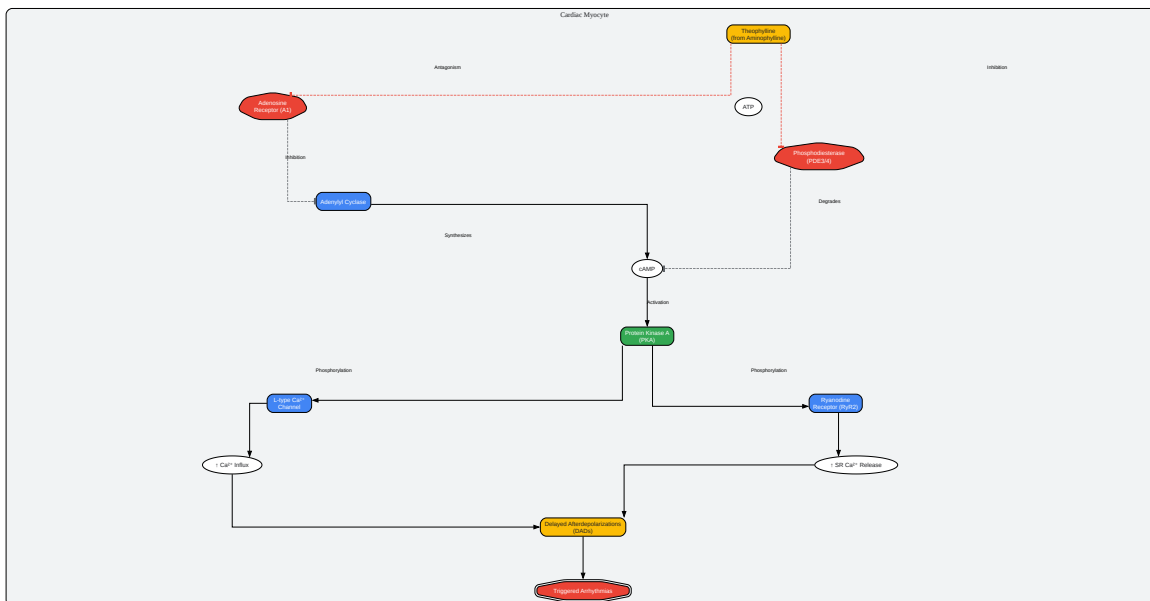 Cardiac Myocyte
Theophylline
(from Aminophylline)
Antagonism
Inhibition
Adenosine
Receptor (A1)
ATP
Inhibition
Phosphodiesterase
(PDE3/4)
Adenylyl Cyclase
Degrades
Synthesizes
cAMP
Activation
Protein Kinase A
(PKA)
Phosphorylation
Phosphorylation
L-type Ca²⁺
Channel
Ryanodine
Receptor (RyR2)
↑ Ca²⁺ Influx
↑ SR Ca²⁺ Release
Delayed Afterdepolarizations
(DADs)
Triggered Arrhythmias